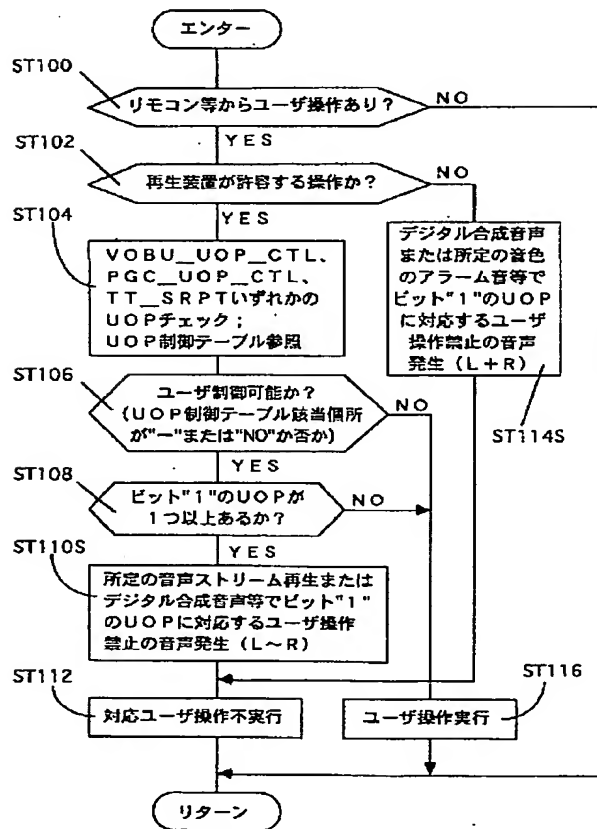 エンター
ST100
リモコン等からユーザ操作あり？
NO
YES
ST102
再生装置が許容する操作か？
NO
YES
ST104
VOBU_UOP_CTL、
PGC_UOP_CTL、
TT_SRPTいずれかの
UOPチェック；
UOP制御テーブル参照
デジタル合成音声
または所定の音色
のアラーム音等で
ビット"1"のUOP
に対応するユーザ
操作禁止の音声
発生（L＋R）
ST114S
ST106
ユーザ制御可能か？
（UOP制御テーブル該当個所
が"ー"または"NO"か否か）
NO
YES
ST108
ビット"1"のUOPが
1つ以上あるか？
NO
YES
ST110S
所定の音声ストリーム再生または
デジタル合成音声等でビット"1"
のUOPに対応するユーザ操作
禁止の音声発生（L～R）
ST112
対応ユーザ操作不実行
ST116
ユーザ操作実行
リターン